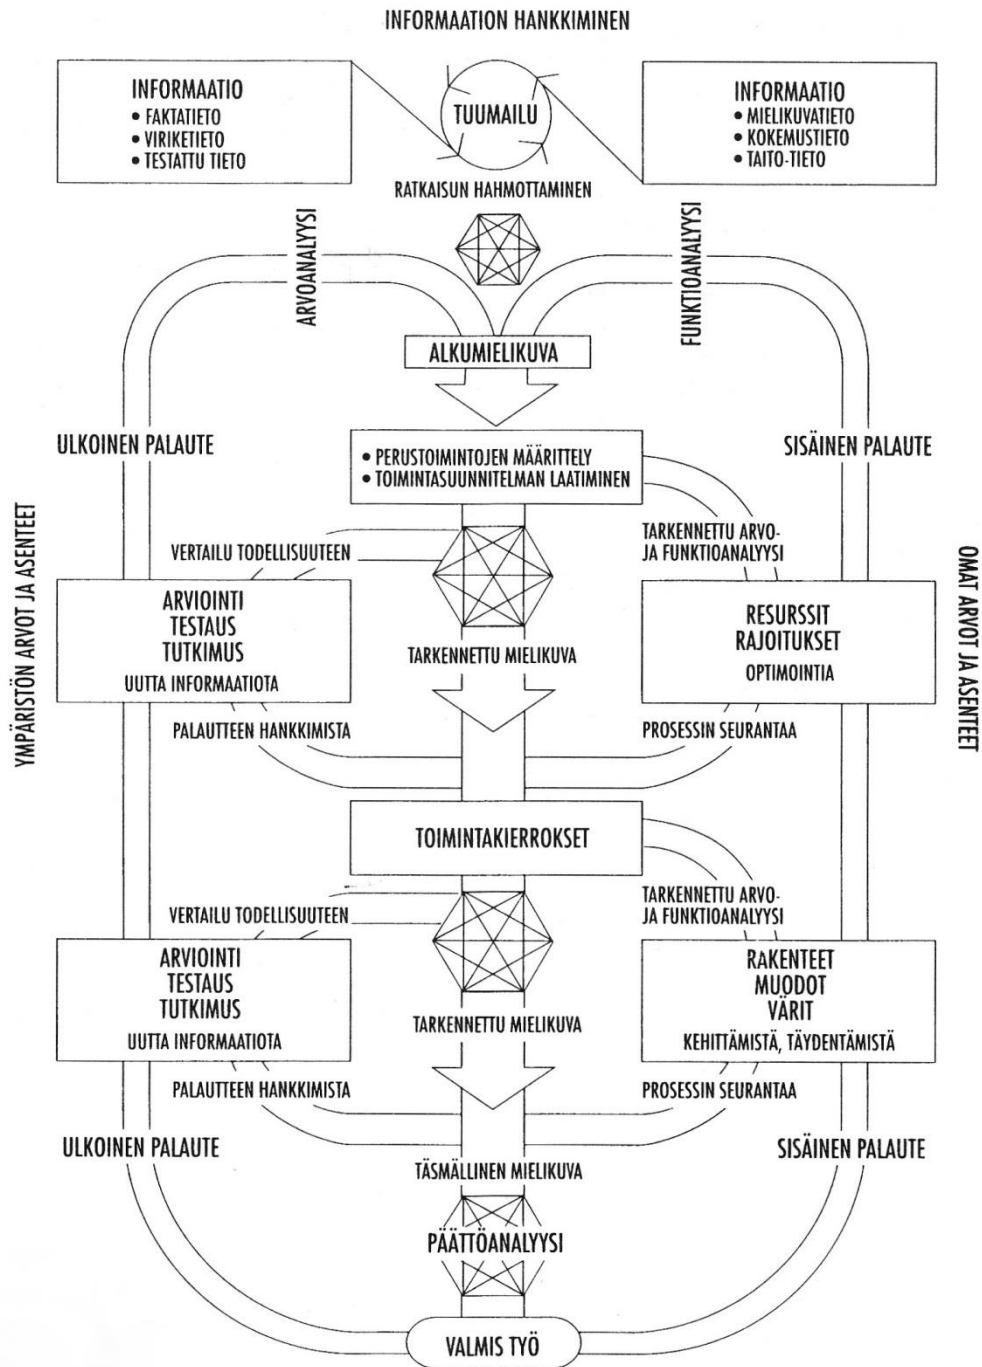 INFORMAATION HANKKIMINEN
INFORMAATIO
• FAKTATIETO
• VIRIKETIETO
• TESTATTU TIETO
TUUMAILU
INFORMAATIO
• MIELIKUVATIETO
• KOKEMUSTIETO
• TAITO-TIETO
RATKAISUN HAHMOTTAMINEN
ARVOANALYYSI
FUNKTIOANALYYSI
ALKUMIELIKUVA
ULKOINEN PALAUTE
SISÄINEN PALAUTE
• PERUSTOIMINTOJEN MÄÄRITTELY
• TOIMINTASUUNNITELMAN LAATIMINEN
YMPÄRISTÖN ARVOT JA ASENTEET
OMAT ARVOT JA ASENTEET
VERTAILU TODELLISUUTEEN
TARKENNETTU ARVO-
JA FUNKTIOANALYYSI
ARVIOINTI
TESTAUS
TUTKIMUS
UUTTA INFORMAATIOTA
TARKENNETTU MIELIKUVA
RESURSSIT
RAJOITUKSET
OPTIMOINTIA
PALAUTTEEN HANKKIMISTA
PROSESSIN SEURANTAA
TOIMINTAKIERROKSET
VERTAILU TODELLISUUTEEN
TARKENNETTU ARVO-
JA FUNKTIOANALYYSI
ARVIOINTI
TESTAUS
TUTKIMUS
UUTTA INFORMAATIOTA
TARKENNETTU MIELIKUVA
RAKENTEET
MUODOT
VÄRIT
KEHITTÄMISTÄ, TÄYDENTÄMISTÄ
PALAUTTEEN HANKKIMISTA
PROSESSIN SEURANTAA
ULKOINEN PALAUTE
SISÄINEN PALAUTE
TÄSMÄLLINEN MIELIKUVA
PÄÄTTÖANALYYSI
VALMIS TYÖ